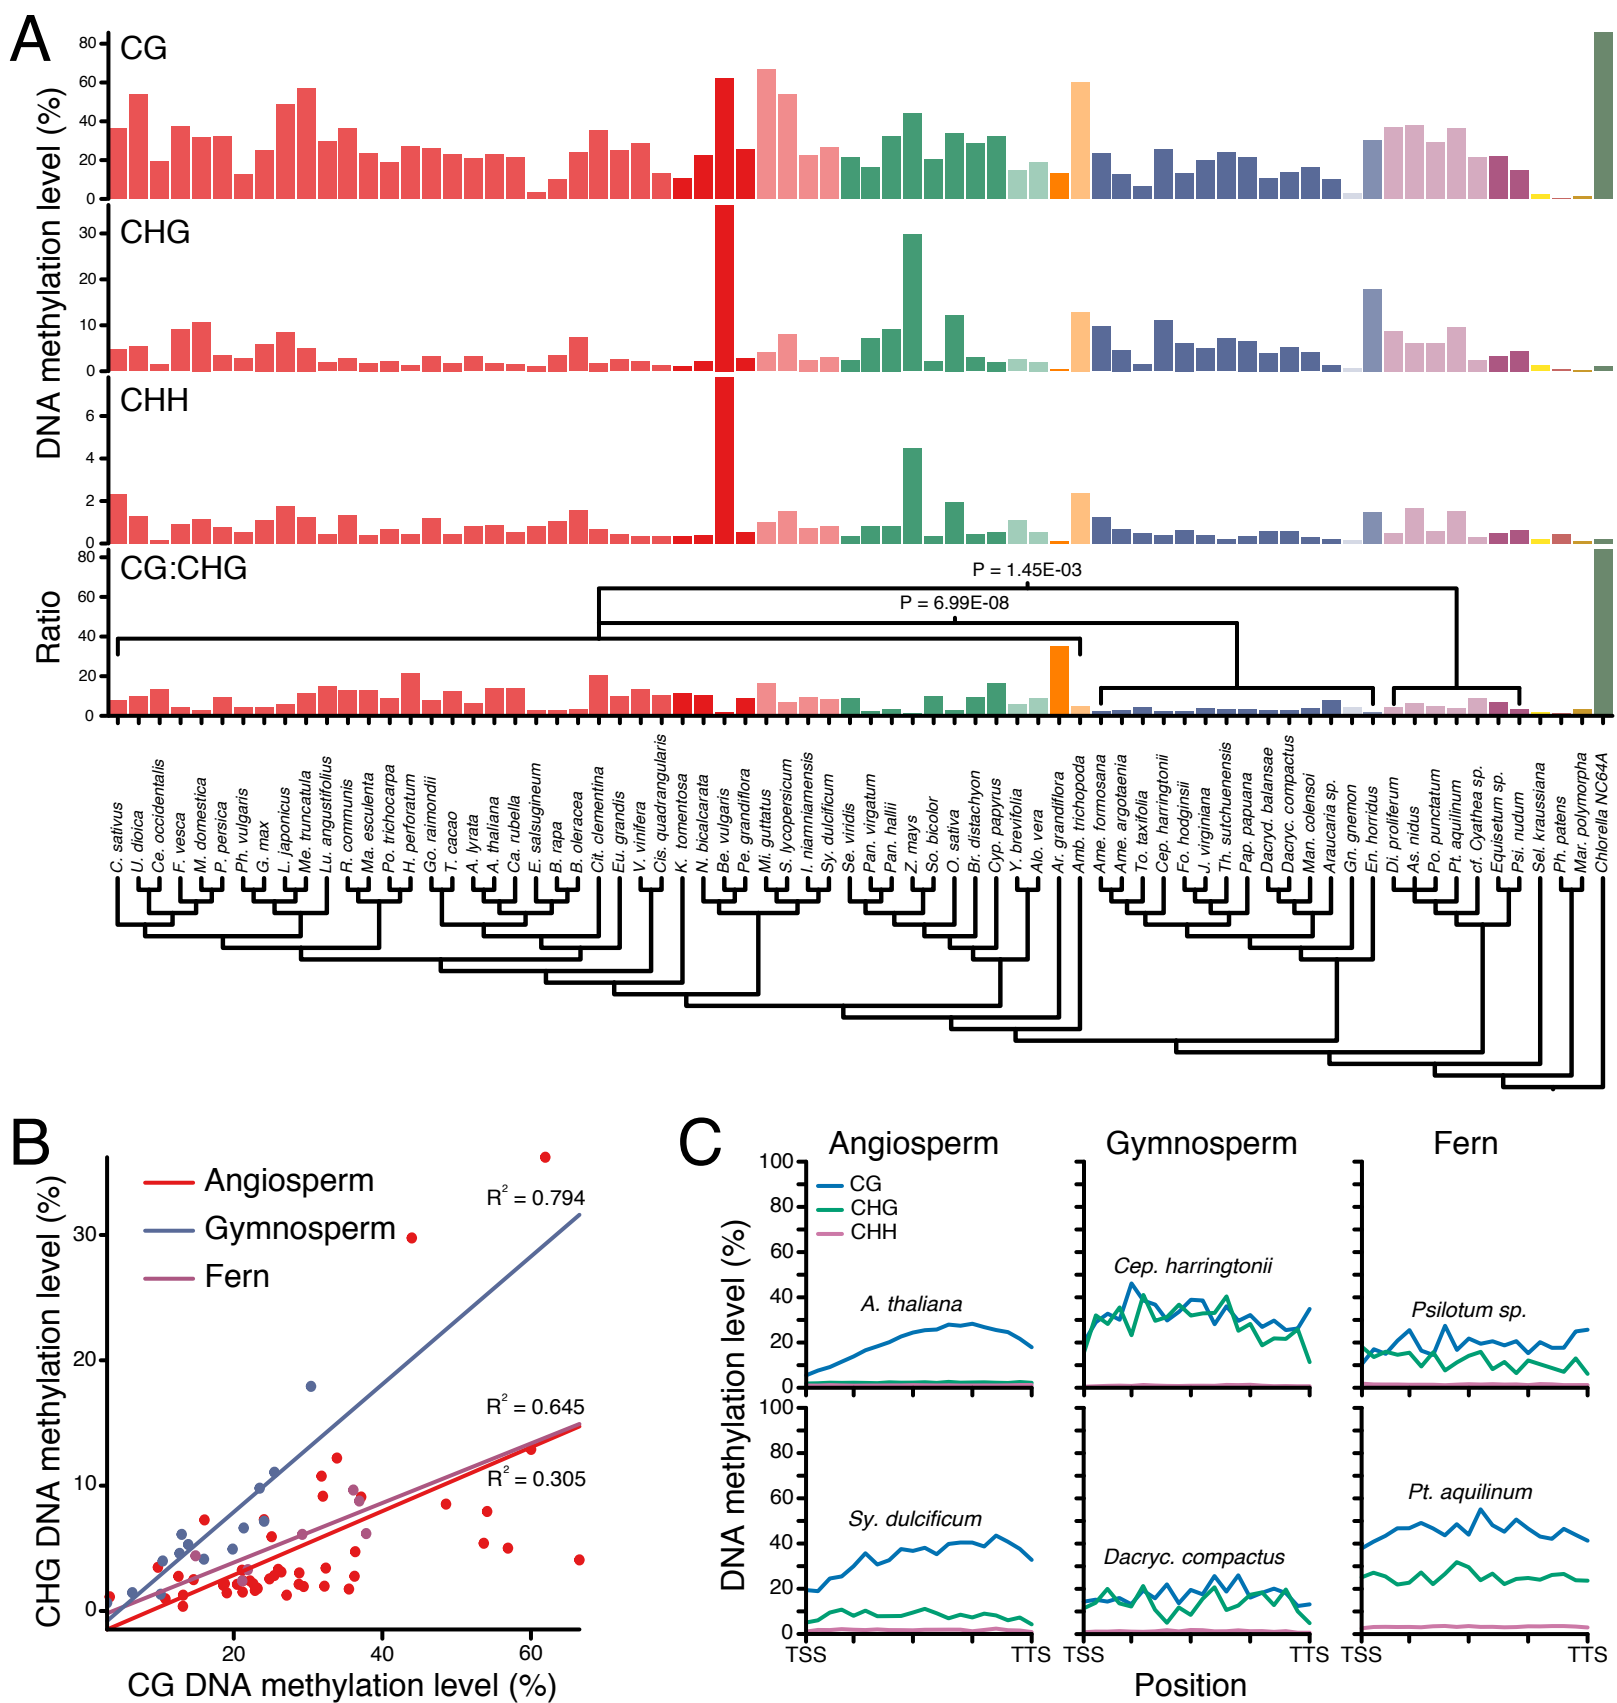 A
DNA methylation level (%)
CG
80
60
40
20
0
CHG
30
20
10
0
CHH
6
4
2
0
Ratio
CG:CHG
80
60
40
20
0
P = 1.45E-03
P = 6.99E-08
C. sativus
U. dioica
Ce. occidentalis
F. vesca
M. domestica
P. persica
Ph. vulgaris
G. max
L. japonicus
Me. truncatula
Lu. angustifolius
R. communis
Ma. esculenta
Po. trichocarpa
H. perforatum
Go. raimondii
T. cacao
A. lyrata
A. thaliana
Ca. rubella
E. salsugineum
B. rapa
B. oleracea
Cit. clementina
Eu. grandis
V. vinifera
Cis. quadrangularis
K. tomentosa
N. bicalcarata
Be. vulgaris
Pe. grandiflora
Mi. guttatus
S. lycopersicum
I. niamniamensis
Sy. dulcificum
Se. viridis
Pan. virgatum
Pan. hallii
Z. mays
So. bicolor
O. sativa
Br. distachyon
Cyp. papyrus
Y. brevifolia
Alo. vera
Ar. grandiflora
Amb. trichopoda
Ame. formosana
Ame. argotaenia
To. taxifolia
Cep. harringtonii
Fo. hodginsii
J. virginiana
Th. sutchuenensis
Pap. papuana
Dacryd. balansae
Dacryc. compactus
Man. colensoi
Araucaria sp.
Gn. gnemon
En. horridus
Di. proliferum
As. nidus
Po. punctatum
Pt. aquilinum
cf. Cyathea sp.
Equisetum sp.
Psi. nudum
Sel. kraussiana
Ph. patens
Mar. polymorpha
Chlorella NC64A
B
CHG DNA methylation level (%)
30
20
10
0
Angiosperm
Gymnosperm
Fern
R² = 0.794
R² = 0.645
R² = 0.305
20 40 60
CG DNA methylation level (%)
C
Angiosperm Gymnosperm Fern
DNA methylation level (%)
100
80
60
40
20
0
CG
CHG
CHH
A. thaliana
Cep. harringtonii
Psilotum sp.
100
80
60
40
20
0
Sy. dulcificum
Dacryc. compactus
Pt. aquilinum
TSS TTS TSS TTS TSS TTS
Position